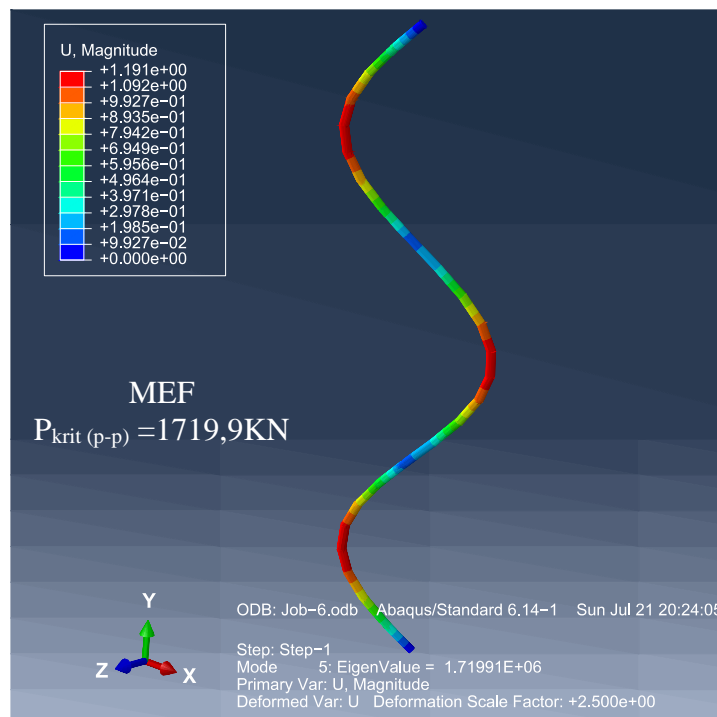 U, Magnitude
+1.191e+00
+1.092e+00
+9.927e−01
+8.935e−01
+7.942e−01
+6.949e−01
+5.956e−01
+4.964e−01
+3.971e−01
+2.978e−01
+1.985e−01
+9.927e−02
+0.000e+00
MEF
Pkrit (p-p) =1719,9KN
ODB: Job−6.odb Abaqus/Standard 6.14−1 Sun Jul 21 20:24:05
Y
Z X
Step: Step−1
Mode 5: EigenValue = 1.71991E+06
Primary Var: U, Magnitude
Deformed Var: U Deformation Scale Factor: +2.500e+00